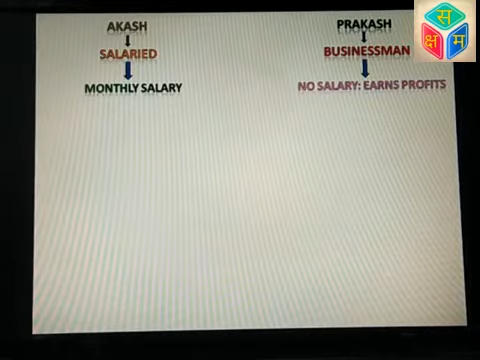 AKASH
SALARIED
MONTHLY SALARY
PRAKASH
BUSINESSMAN
NO SALARY: EARNS PROFITS
स
क्ष म